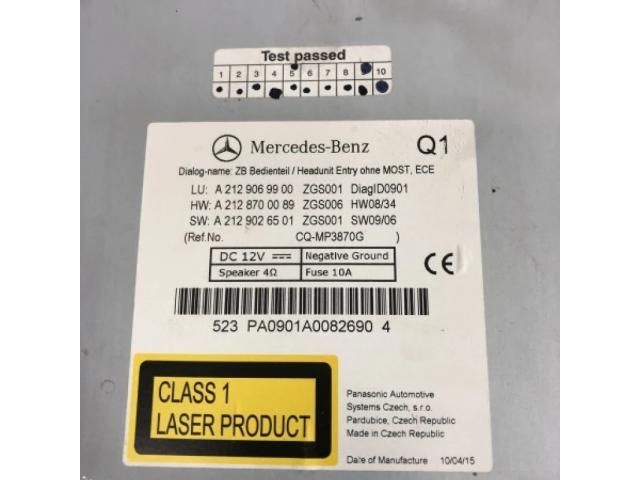 Test passed
1 2 3 4 5 6 7 8 9 10
Mercedes-Benz Q1
Dialog-name: ZB Bedienteil / Headunit Entry ohne MOST, ECE
LU: A 212 906 99 00 ZGS001 DiagID0901
HW: A 212 870 00 89 ZGS006 HW08/34
SW: A 212 902 65 01 ZGS001 SW09/06
(Ref.No. CQ-MP3870G )
DC 12V Negative Ground
Speaker 4Ω Fuse 10A
CE
523 PA0901A0082690 4
CLASS 1
LASER PRODUCT
Panasonic Automotive
Systems Czech, s.r.o.
Pardubice, Czech Republic
Made in Czech Republic
Date of Manufacture 10/04/15